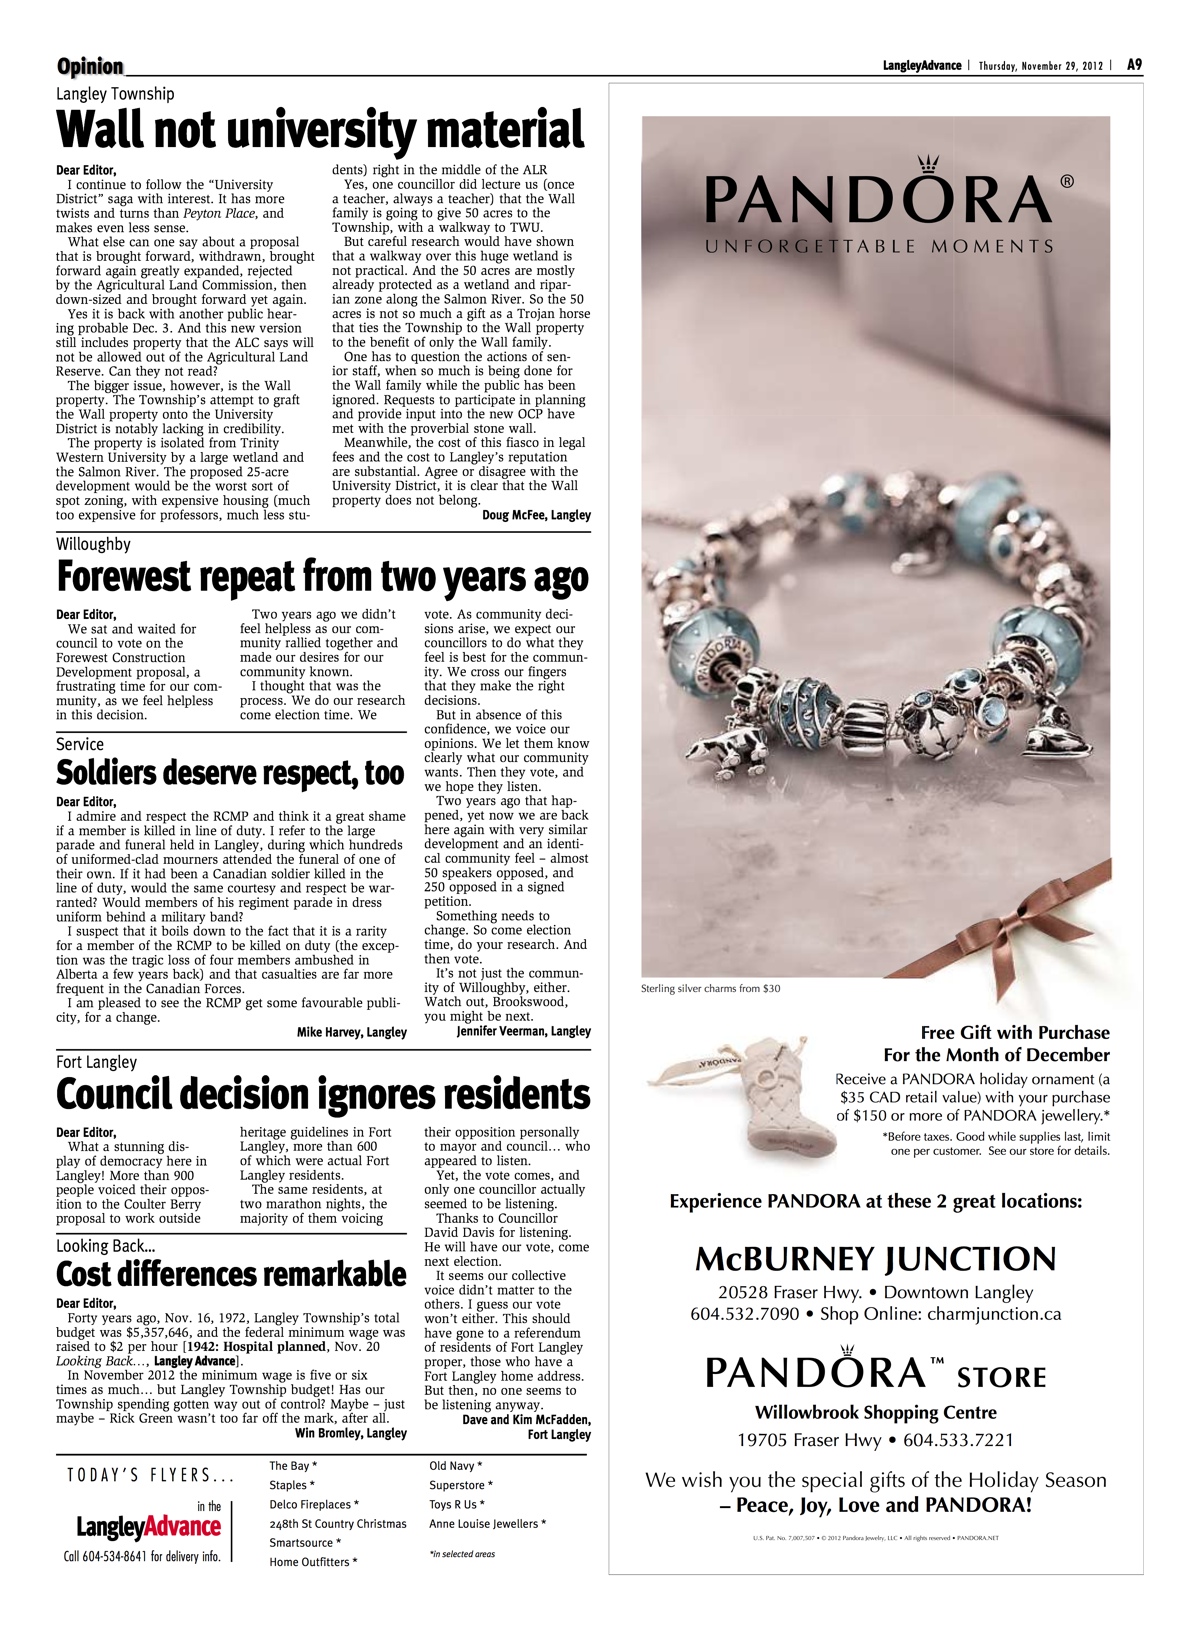 Opinion
LangleyAdvance | Thursday, November 29, 2012 | A9
Langley Township
Wall not university material
Dear Editor,
I continue to follow the “University
District” saga with interest. It has more
twists and turns than Peyton Place, and
makes even less sense.
What else can one say about a proposal
that is brought forward, withdrawn, brought
forward again greatly expanded, rejected
by the Agricultural Land Commission, then
down-sized and brought forward yet again.
Yes it is back with another public hear-
ing probable Dec. 3. And this new version
still includes property that the ALC says will
not be allowed out of the Agricultural Land
Reserve. Can they not read?
The bigger issue, however, is the Wall
property. The Township’s attempt to graft
the Wall property onto the University
District is notably lacking in credibility.
The property is isolated from Trinity
Western University by a large wetland and
the Salmon River. The proposed 25-acre
development would be the worst sort of
spot zoning, with expensive housing (much
too expensive for professors, much less stu-
dents) right in the middle of the ALR
Yes, one councillor did lecture us (once
a teacher, always a teacher) that the Wall
family is going to give 50 acres to the
Township, with a walkway to TWU.
But careful research would have shown
that a walkway over this huge wetland is
not practical. And the 50 acres are mostly
already protected as a wetland and ripar-
ian zone along the Salmon River. So the 50
acres is not so much a gift as a Trojan horse
that ties the Township to the Wall property
to the benefit of only the Wall family.
One has to question the actions of sen-
ior staff, when so much is being done for
the Wall family while the public has been
ignored. Requests to participate in planning
and provide input into the new OCP have
met with the proverbial stone wall.
Meanwhile, the cost of this fiasco in legal
fees and the cost to Langley’s reputation
are substantial. Agree or disagree with the
University District, it is clear that the Wall
property does not belong.
Doug McFee, Langley
Willoughby
Forewest repeat from two years ago
Dear Editor,
We sat and waited for
council to vote on the
Forewest Construction
Development proposal, a
frustrating time for our com-
munity, as we feel helpless
in this decision.
Two years ago we didn’t
feel helpless as our com-
munity rallied together and
made our desires for our
community known.
I thought that was the
process. We do our research
come election time. We
vote. As community deci-
sions arise, we expect our
councillors to do what they
feel is best for the commun-
ity. We cross our fingers
that they make the right
decisions.
But in absence of this
confidence, we voice our
opinions. We let them know
clearly what our community
wants. Then they vote, and
we hope they listen.
Two years ago that hap-
pened, yet now we are back
here again with very similar
development and an identi-
cal community feel – almost
50 speakers opposed, and
250 opposed in a signed
petition.
Something needs to
change. So come election
time, do your research. And
then vote.
It’s not just the commun-
ity of Willoughby, either.
Watch out, Brookswood,
you might be next.
Jennifer Veerman, Langley
Service
Soldiers deserve respect, too
Dear Editor,
I admire and respect the RCMP and think it a great shame
if a member is killed in line of duty. I refer to the large
parade and funeral held in Langley, during which hundreds
of uniformed-clad mourners attended the funeral of one of
their own. If it had been a Canadian soldier killed in the
line of duty, would the same courtesy and respect be war-
ranted? Would members of his regiment parade in dress
uniform behind a military band?
I suspect that it boils down to the fact that it is a rarity
for a member of the RCMP to be killed on duty (the excep-
tion was the tragic loss of four members ambushed in
Alberta a few years back) and that casualties are far more
frequent in the Canadian Forces.
I am pleased to see the RCMP get some favourable publi-
city, for a change.
Mike Harvey, Langley
Fort Langley
Council decision ignores residents
Dear Editor,
What a stunning dis-
play of democracy here in
Langley! More than 900
people voiced their oppos-
ition to the Coulter Berry
proposal to work outside
heritage guidelines in Fort
Langley, more than 600
of which were actual Fort
Langley residents.
The same residents, at
two marathon nights, the
majority of them voicing
their opposition personally
to mayor and council… who
appeared to listen.
Yet, the vote comes, and
only one councillor actually
seemed to be listening.
Thanks to Councillor
David Davis for listening.
He will have our vote, come
next election.
It seems our collective
voice didn’t matter to the
others. I guess our vote
won’t either. This should
have gone to a referendum
of residents of Fort Langley
proper, those who have a
Fort Langley home address.
But then, no one seems to
be listening anyway.
Dave and Kim McFadden,
Fort Langley
Looking Back...
Cost differences remarkable
Dear Editor,
Forty years ago, Nov. 16, 1972, Langley Township’s total
budget was $5,357,646, and the federal minimum wage was
raised to $2 per hour [1942: Hospital planned, Nov. 20
Looking Back…, Langley Advance].
In November 2012 the minimum wage is five or six
times as much… but Langley Township budget! Has our
Township spending gotten way out of control? Maybe – just
maybe – Rick Green wasn’t too far off the mark, after all.
Win Bromley, Langley
TODAY’S FLYERS...
in the
LangleyAdvance
Call 604-534-8641 for delivery info.
The Bay *
Staples *
Delco Fireplaces *
248th St Country Christmas
Smartsource *
Home Outfitters *
Old Navy *
Superstore *
Toys R Us *
Anne Louise Jewellers *
*in selected areas
PANDORA®
UNFORGETTABLE MOMENTS
PANDORA
ALE
Sterling silver charms from $30
PANDORA
Free Gift with Purchase
For the Month of December
Receive a PANDORA holiday ornament (a
$35 CAD retail value) with your purchase
of $150 or more of PANDORA jewellery.*
*Before taxes. Good while supplies last, limit
one per customer. See our store for details.
Experience PANDORA at these 2 great locations:
McBURNEY JUNCTION
20528 Fraser Hwy. • Downtown Langley
604.532.7090 • Shop Online: charmjunction.ca
PANDORA™ STORE
Willowbrook Shopping Centre
19705 Fraser Hwy • 604.533.7221
We wish you the special gifts of the Holiday Season
– Peace, Joy, Love and PANDORA!
U.S. Pat. No. 7,007,507 • © 2012 Pandora Jewelry, LLC • All rights reserved • PANDORA.NET